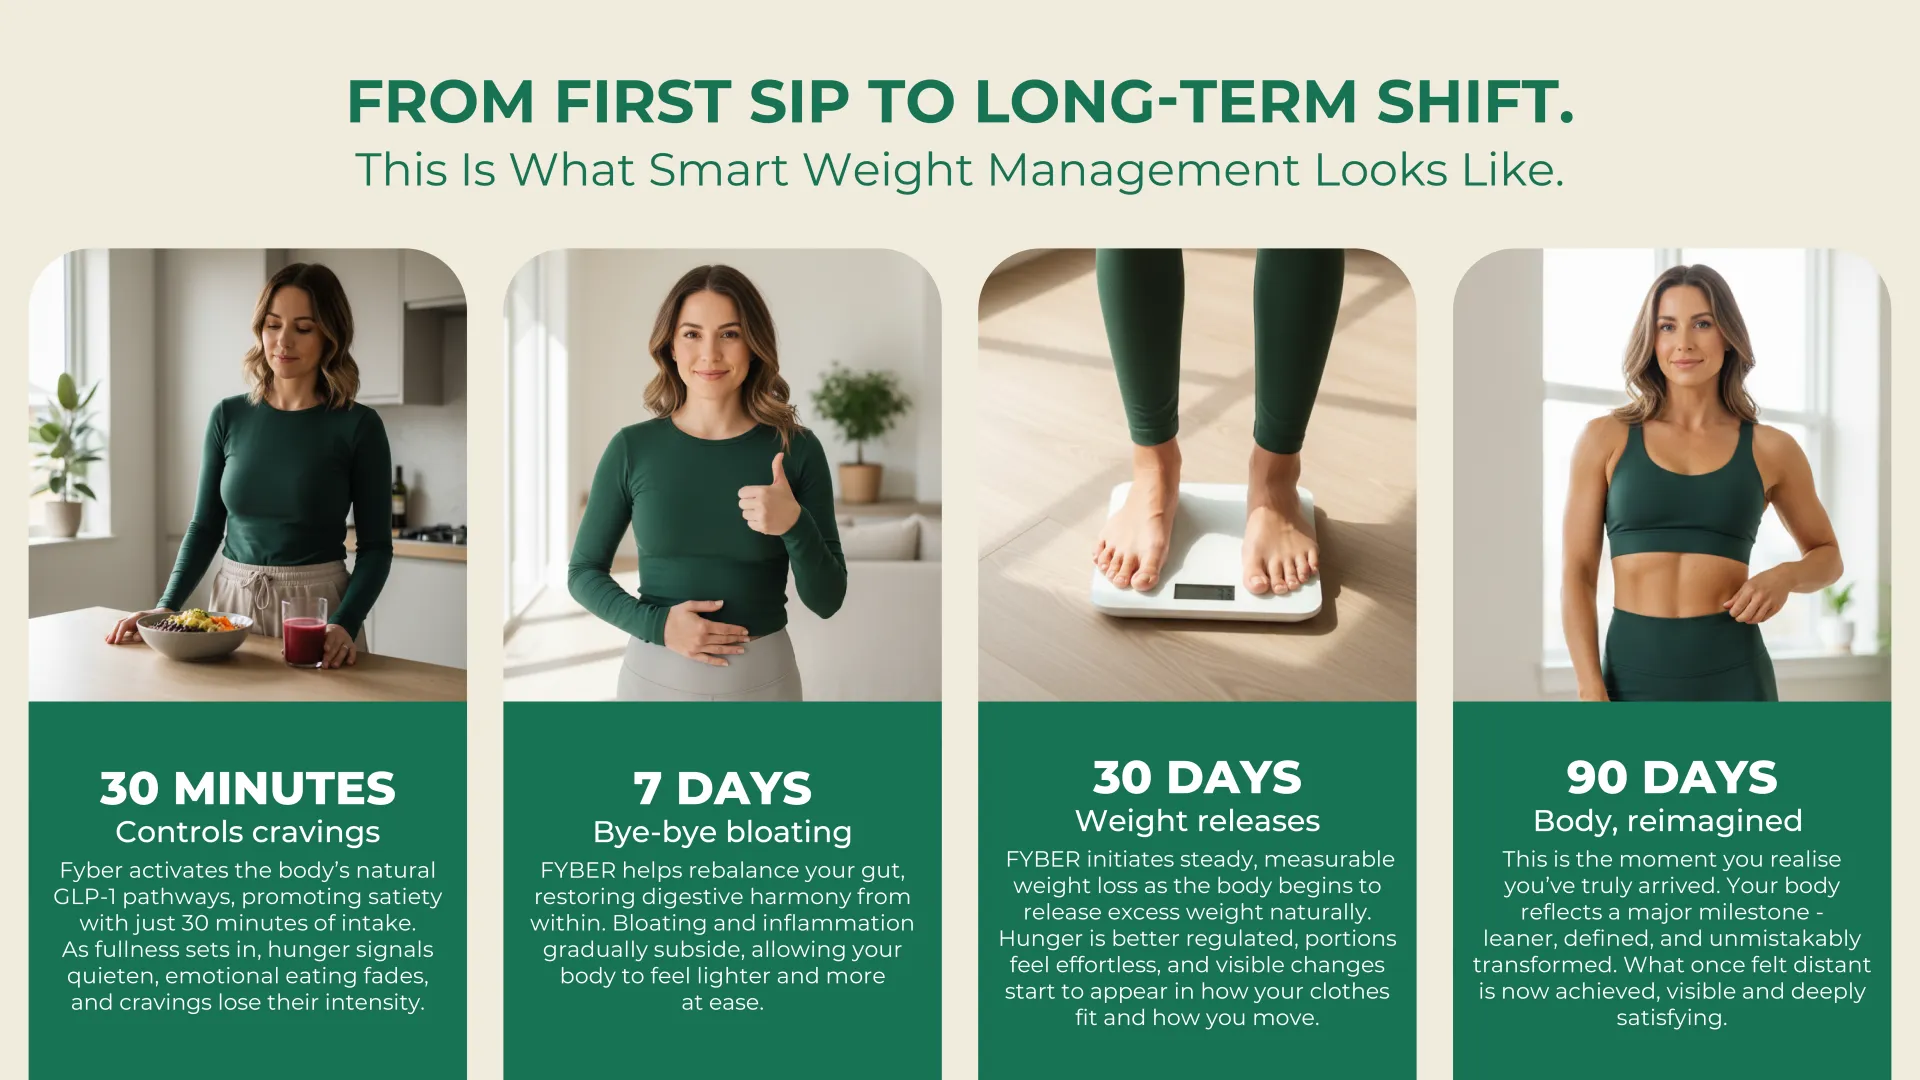 FROM FIRST SIP TO LONG-TERM SHIFT.
This Is What Smart Weight Management Looks Like.
30 MINUTES
Controls cravings
Fyber activates the body’s natural
GLP-1 pathways, promoting satiety
with just 30 minutes of intake.
As fullness sets in, hunger signals
quieten, emotional eating fades,
and cravings lose their intensity.
7 DAYS
Bye-bye bloating
FYBER helps rebalance your gut,
restoring digestive harmony from
within. Bloating and inflammation
gradually subside, allowing your
body to feel lighter and more
at ease.
30 DAYS
Weight releases
FYBER initiates steady, measurable
weight loss as the body begins to
release excess weight naturally.
Hunger is better regulated, portions
feel effortless, and visible changes
start to appear in how your clothes
fit and how you move.
90 DAYS
Body, reimagined
This is the moment you realise
you’ve truly arrived. Your body
reflects a major milestone -
leaner, defined, and unmistakably
transformed. What once felt distant
is now achieved, visible and deeply
satisfying.